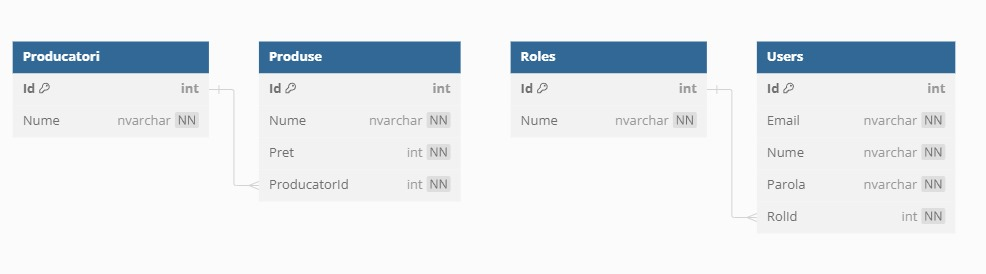 Producatori
Id int
Nume nvarchar NN
Produse
Id int
Nume nvarchar NN
Pret int NN
ProducatorId int NN
Roles
Id int
Nume nvarchar NN
Users
Id int
Email nvarchar NN
Nume nvarchar NN
Parola nvarchar NN
RolId int NN